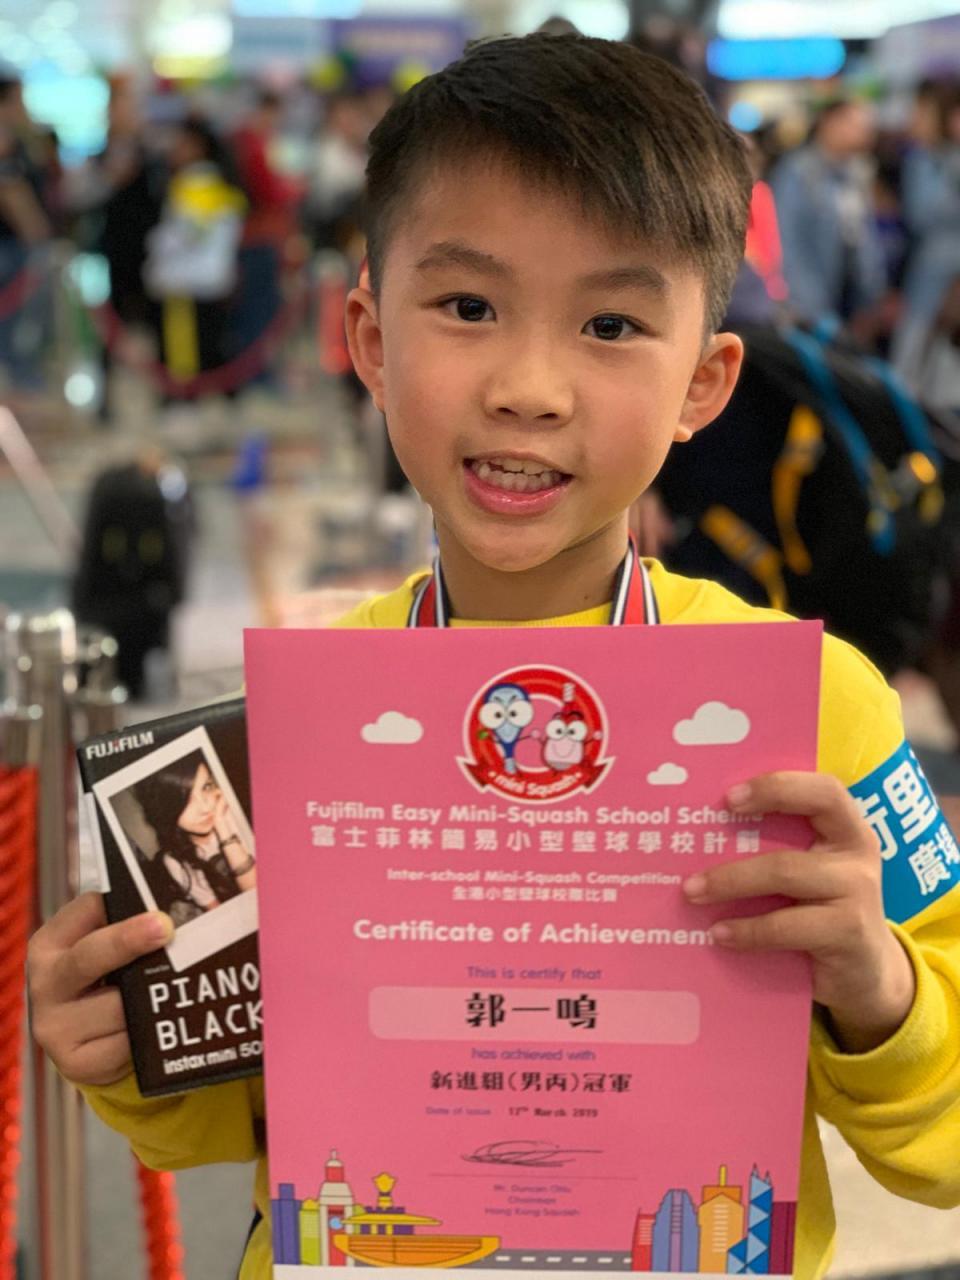 mini Squash
Fujifilm Easy Mini-Squash School Scheme
富士菲林簡易小型壁球學校計劃
Inter-school Mini-Squash Competition
全港小型壁球校際比賽
Certificate of Achievement
This is certify that
郭一鳴
has achieved with
新進組(男丙)冠軍
Date of issue 17th March 2019
Mr. Duncan Chiu
Chairman
Hong Kong Squash
FUJIFILM
PIANO
BLACK
instax mini 50
廣場